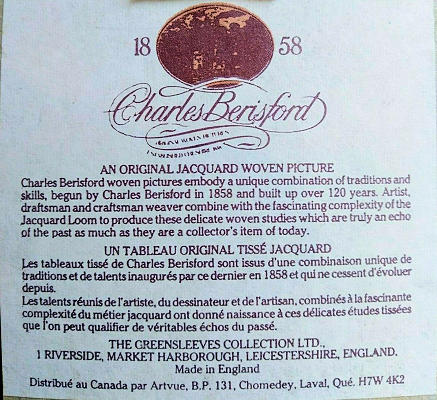 18 58
Charles Berisford
AN ORIGINAL JACQUARD WOVEN PICTURE
Charles Berisford woven pictures embody a unique combination of traditions and
skills, begun by Charles Berisford in 1858 and built up over 120 years. Artist,
draftsman and craftsman weaver combine with the fascinating complexity of the
Jacquard Loom to produce these delicate woven studies which are truly an echo
of the past as much as they are a collector's item of today.
UN TABLEAU ORIGINAL TISSÉ JACQUARD
Les tableaux tissé de Charles Berisford sont issus d'une combinaison unique de
traditions et de talents inaugurés par ce dernier en 1858 et qui ne cessent d'évoluer
depuis.
Les talents réunis de l'artiste, du dessinateur et de l'artisan, combinés à la fascinante
complexité du métier jacquard ont donné naissance à ces délicates études tissées
que l'on peut qualifier de véritables échos du passé.
THE GREENSLEEVES COLLECTION LTD.,
1 RIVERSIDE, MARKET HARBOROUGH, LEICESTERSHIRE, ENGLAND.
Made in England
Distribué au Canada par Artvue, B.P. 131, Chomedey, Laval, Qué. H7W 4K2